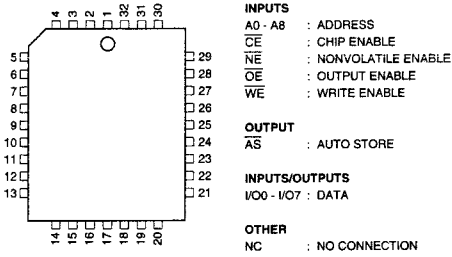 4 3 2 1 32 31 30
5 29
6 28
7 27
8 26
9 25
10 24
11 23
12 22
13 21
14 15 16 17 18 19 20
INPUTS
A0 - A8 : ADDRESS
CE : CHIP ENABLE
NE : NONVOLATILE ENABLE
OE : OUTPUT ENABLE
WE : WRITE ENABLE
OUTPUT
AS : AUTO STORE
INPUTS/OUTPUTS
I/O0 - I/O7 : DATA
OTHER
NC : NO CONNECTION